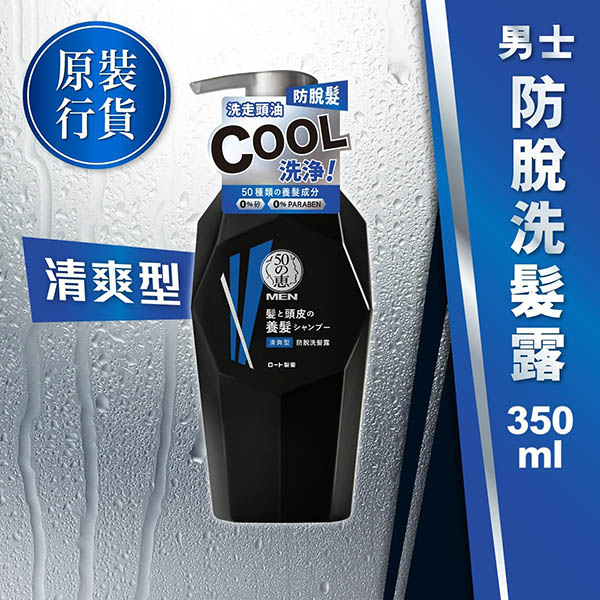 原裝
行貨
清爽型
防脫髮
洗走頭油
COOL
洗浄!
50種類の養髪成分
0%矽 0% PARABEN
50の恵
MEN
髪と頭皮の
養髪シャンプー
清爽型 防脫洗髮露
ロート製薬
男士
防脫洗髮露
350
ml